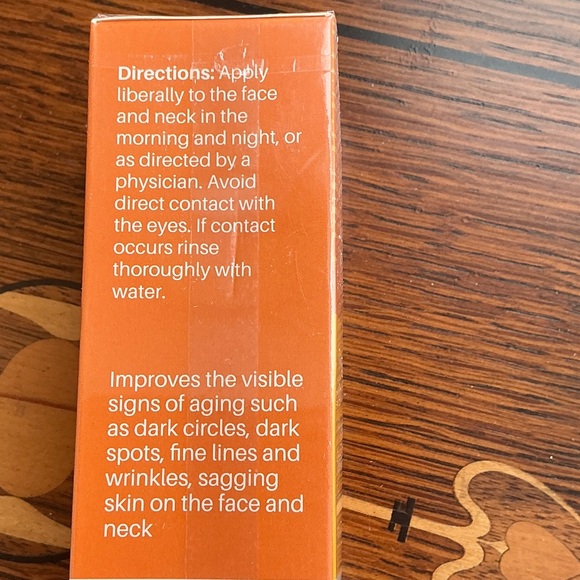 Directions: Apply
liberally to the face
and neck in the
morning and night, or
as directed by a
physician. Avoid
direct contact with
the eyes. If contact
occurs rinse
thoroughly with
water.
Improves the visible
signs of aging such
as dark circles, dark
spots, fine lines and
wrinkles, sagging
skin on the face and
neck